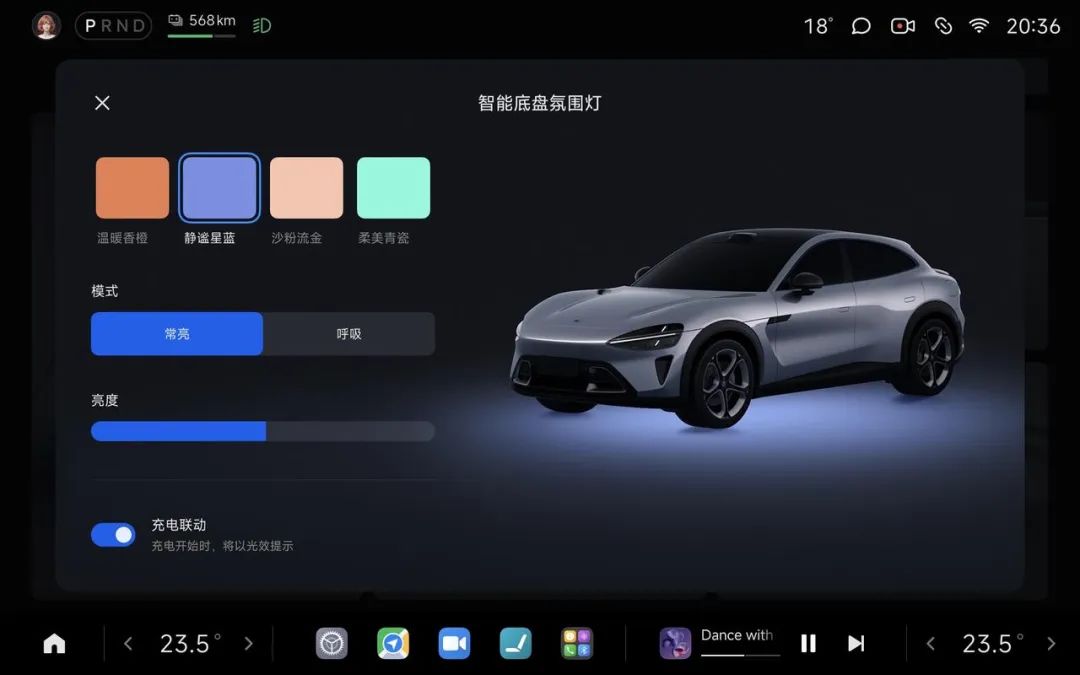 P R N D
568km
18°
20:36
智能底盘氛围灯
温暖香橙
静谧星蓝
沙粉流金
柔美青瓷
模式
常亮
呼吸
亮度
充电联动
充电开始时，将以光效提示
23.5°
Dance with
23.5°